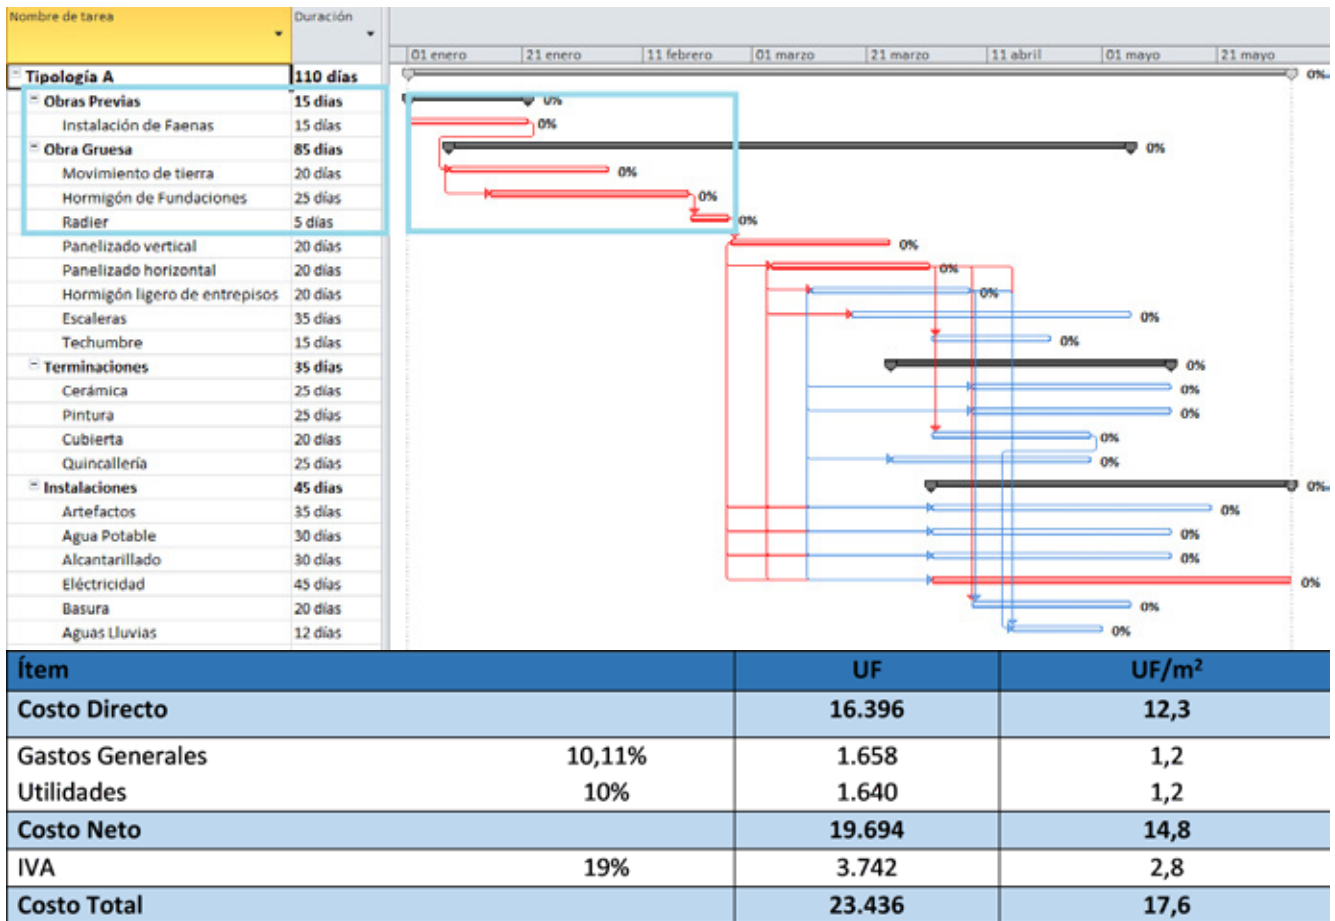 Nombre de tarea Duración
01 enero 21 enero 11 febrero 01 marzo 21 marzo 11 abril 01 mayo 21 mayo
Tipología A 110 días 0%
Obras Previas 15 días 0%
Instalación de Faenas 15 días 0%
Obra Gruesa 85 días 0%
Movimiento de tierra 20 días 0%
Hormigón de Fundaciones 25 días 0%
Radier 5 días 0%
Panelizado vertical 20 días 0%
Panelizado horizontal 20 días 0%
Hormigón ligero de entrepisos 20 días 0%
Escaleras 35 días 0%
Techumbre 15 días 0%
Terminaciones 35 días 0%
Cerámica 25 días 0%
Pintura 25 días 0%
Cubierta 20 días 0%
Quincallería 25 días 0%
Instalaciones 45 días 0%
Artefactos 35 días 0%
Agua Potable 30 días 0%
Alcantarillado 30 días 0%
Eléctricidad 45 días 0%
Basura 20 días 0%
Aguas Lluvias 12 días 0%
Ítem UF UF/m²
Costo Directo 16.396 12,3
Gastos Generales 10,11% 1.658 1,2
Utilidades 10% 1.640 1,2
Costo Neto 19.694 14,8
IVA 19% 3.742 2,8
Costo Total 23.436 17,6